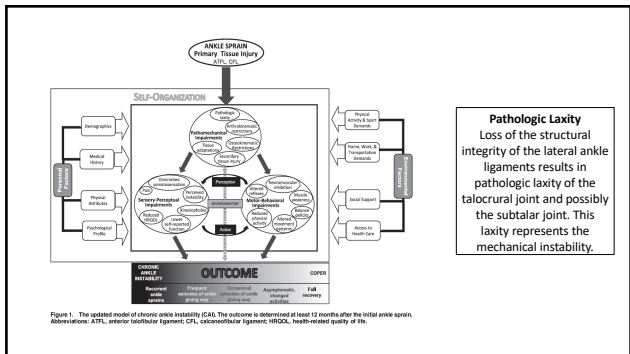 ANKLE SPRAIN
Primary Tissue Injury
ATFL, CFL
SELF-ORGANIZATION
Personal Factors
Demographics
Medical
History
Physical
Attributes
Psychological
Profile
Pathologic
laxity
Arthrokinematic
restrictions
Pathomechanical
Impairments
Osteokinematic
Restrictions
Tissue
adaptations
Secondary
tissue injury
Diminished
somatosensation
Pain
Perceived
instability
Kinesiophobia
Sensory-Perceptual
Impairments
Reduced
HRQOL
Lower
self-reported
function
Perception
Action
Neuromuscular
inhibition
Altered
reflexes
Muscle
weakness
Motor-Behavioral
Impairments
Balance
deficits
Reduced
physical
activity
Altered
movement
patterns
Physical
Activity & Sport
Demands
Home, Work, &
Transportation
Demands
Social Support
Access to
Health Care
Environmental Factors
CHRONIC
ANKLE
INSTABILITY
OUTCOME
COPER
Recurrent
ankle
sprains
Frequent
episodes of ankle
giving way
Occasional
episodes of ankle
giving way
Asymptomatic,
changed
activities
Full
recovery
Figure 1. The updated model of chronic ankle instability (CAI). The outcome is determined at least 12 months after the initial ankle sprain.
Abbreviations: ATFL, anterior talofibular ligament; CFL, calcaneofibular ligament; HRQOL, health-related quality of life.
Pathologic Laxity
Loss of the structural
integrity of the lateral ankle
ligaments results in
pathologic laxity of the
talocrural joint and possibly
the subtalar joint. This
laxity represents the
mechanical instability.